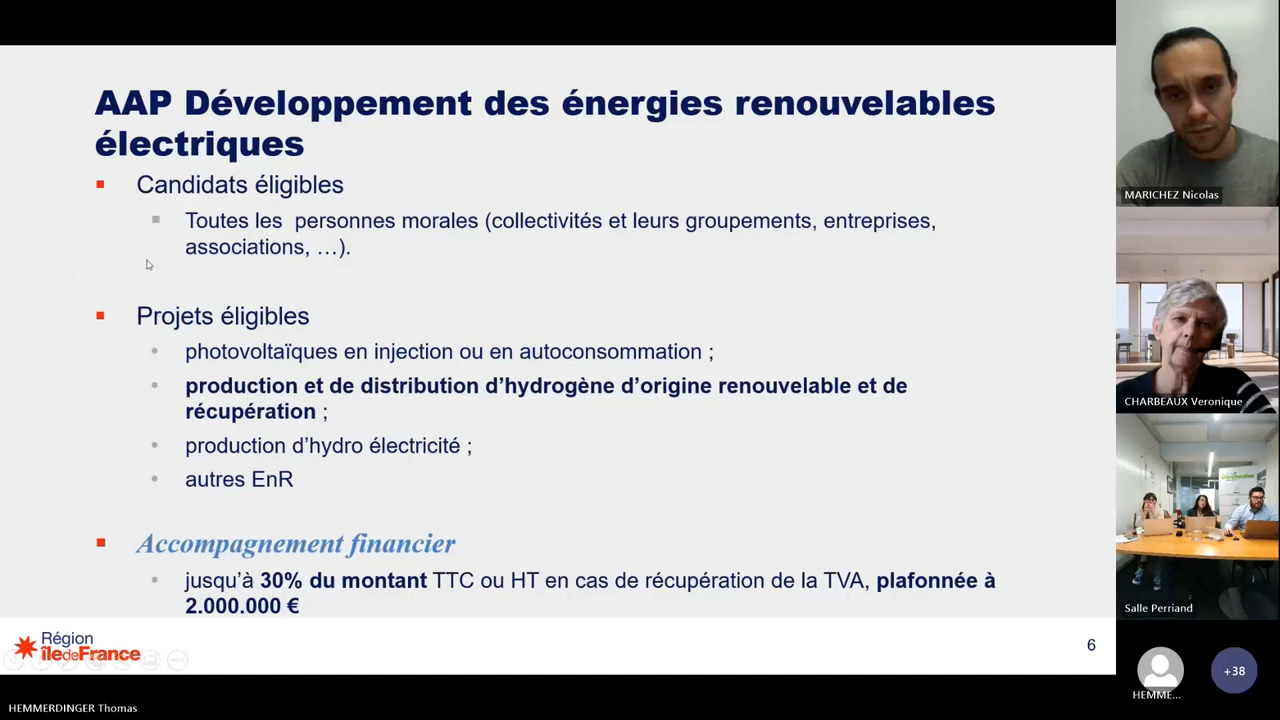 AAP Développement des énergies renouvelables
électriques
Candidats éligibles
Toutes les personnes morales (collectivités et leurs groupements, entreprises,
associations, …).
Projets éligibles
photovoltaïques en injection ou en autoconsommation ;
production et de distribution d’hydrogène d’origine renouvelable et de
récupération ;
production d’hydro électricité ;
autres EnR
Accompagnement financier
jusqu’à 30% du montant TTC ou HT en cas de récupération de la TVA, plafonnée à
2.000.000 €
Région
îledeFrance
6
HEMMERDINGER Thomas
MARICHEZ Nicolas
CHARBEAUX Veronique
Salle Perriand
HEMME...
+38